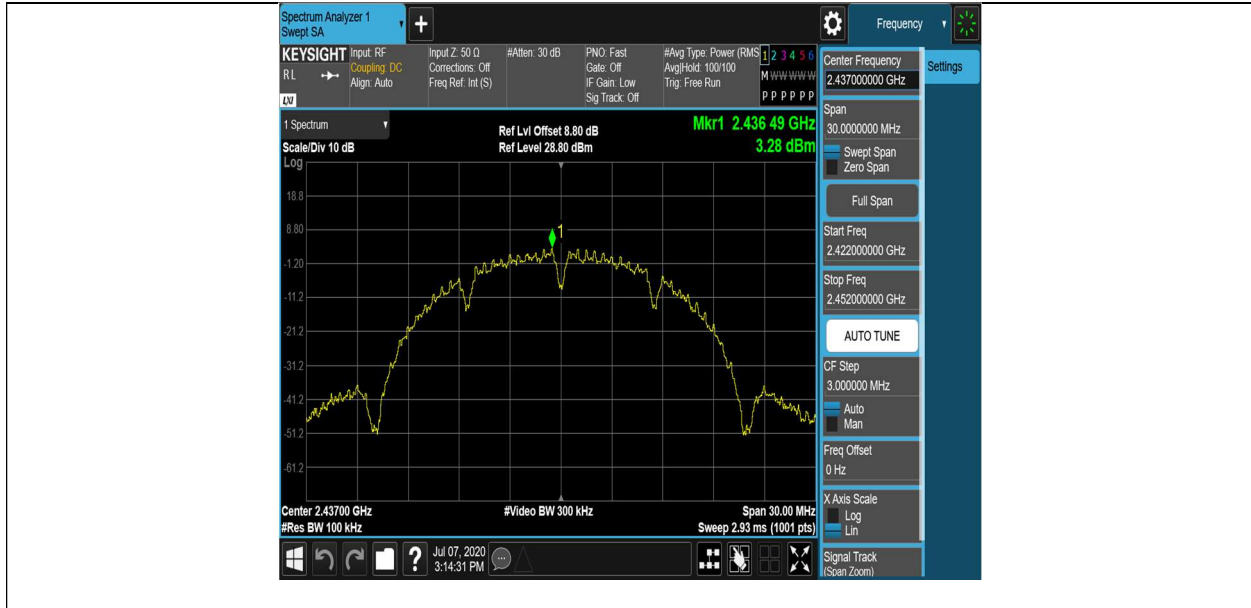 Spectrum Analyzer 1
Swept SA
Frequency
KEYSIGHT
RL
LXI
Input: RF
Coupling: DC
Align: Auto
Input Z: 50 Ω
Corrections: Off
Freq Ref: Int (S)
#Atten: 30 dB
PNO: Fast
Gate: Off
IF Gain: Low
Sig Track: Off
#Avg Type: Power (RMS
Avg|Hold: 100/100
Trig: Free Run
1 2 3 4 5 6
M W W W W W
P P P P P P
1 Spectrum
Scale/Div 10 dB
Ref Lvl Offset 8.80 dB
Ref Level 28.80 dBm
Mkr1 2.436 49 GHz
3.28 dBm
Log
18.8
8.80
-1.20
-11.2
-21.2
-31.2
-41.2
-51.2
-61.2
1
Center 2.43700 GHz
#Res BW 100 kHz
#Video BW 300 kHz
Span 30.00 MHz
Sweep 2.93 ms (1001 pts)
?
Jul 07, 2020
3:14:31 PM
Center Frequency
2.437000000 GHz
Settings
Span
30.0000000 MHz
Swept Span
Zero Span
Full Span
Start Freq
2.422000000 GHz
Stop Freq
2.452000000 GHz
AUTO TUNE
CF Step
3.000000 MHz
Auto
Man
Freq Offset
0 Hz
X Axis Scale
Log
Lin
Signal Track
(Span Zoom)